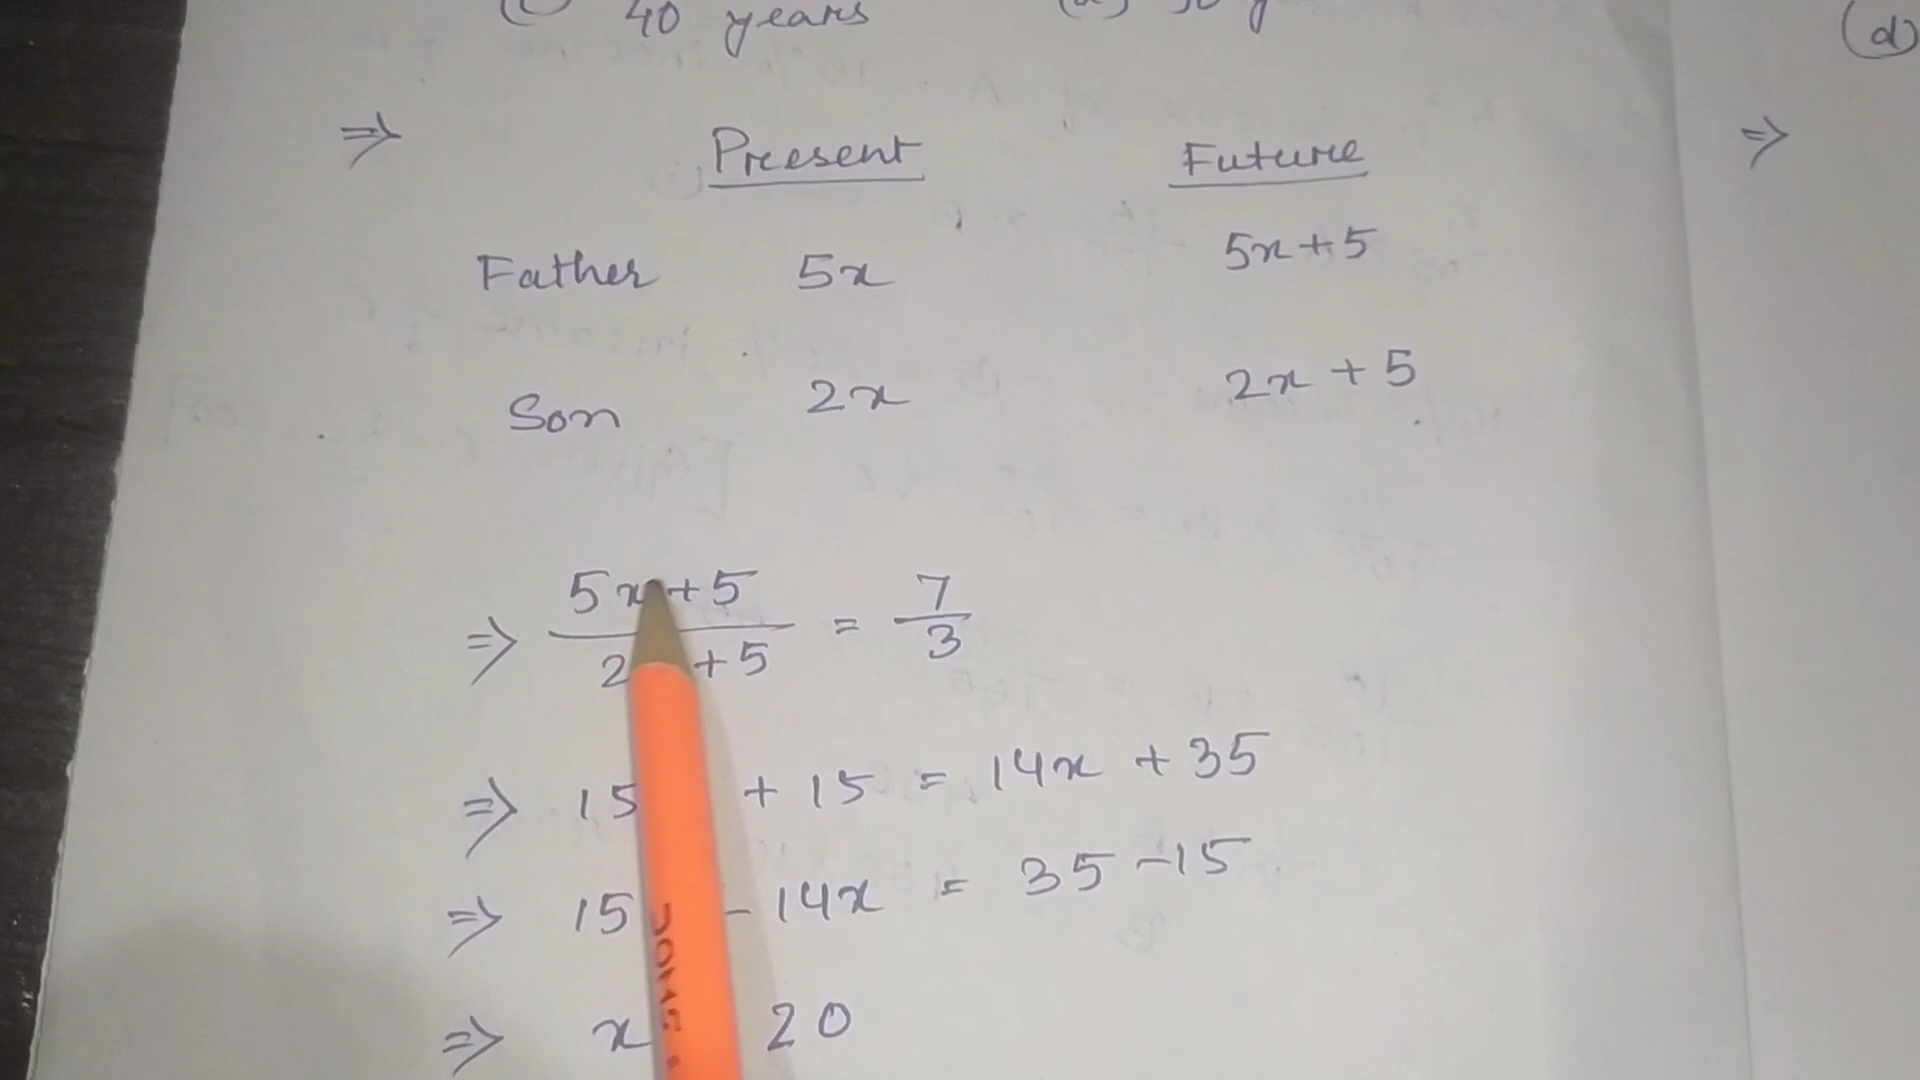 40 years
(d)
⇒ Present Future ⇒
Father 5x 5x+5
Son 2x 2x + 5
⇒ 5x+5 / 2 +5 = 7/3
⇒ 15 + 15 = 14x + 35
⇒ 15 - 14x = 35 - 15
⇒ x 20
DOMS